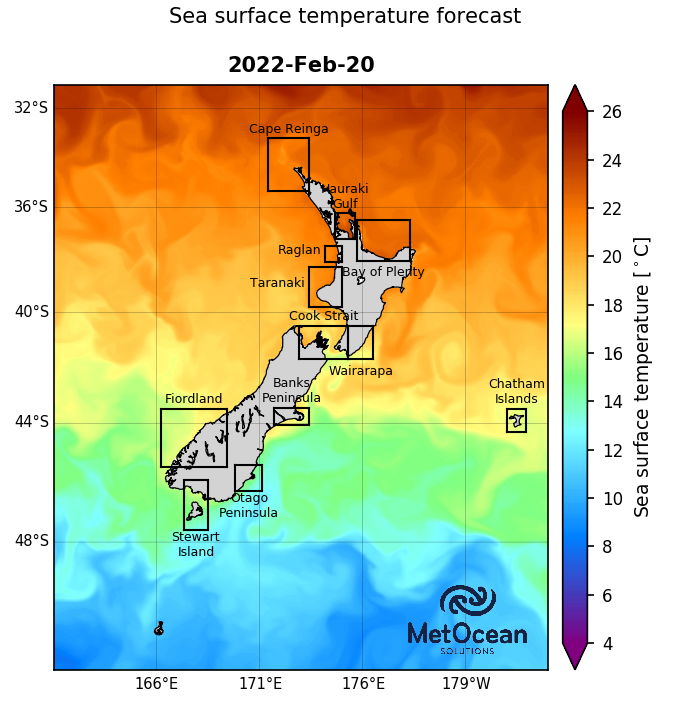 Sea surface temperature forecast
2022-Feb-20
32°S
36°S
40°S
44°S
48°S
166°E
171°E
176°E
179°W
Cape Reinga
Hauraki
Gulf
Raglan
Bay of Plenty
Taranaki
Cook Strait
Wairarapa
Banks
Peninsula
Fiordland
Chatham
Islands
Otago
Peninsula
Stewart
Island
MetOcean
SOLUTIONS
26
24
22
20
18
16
14
12
10
8
6
4
Sea surface temperature [°C]